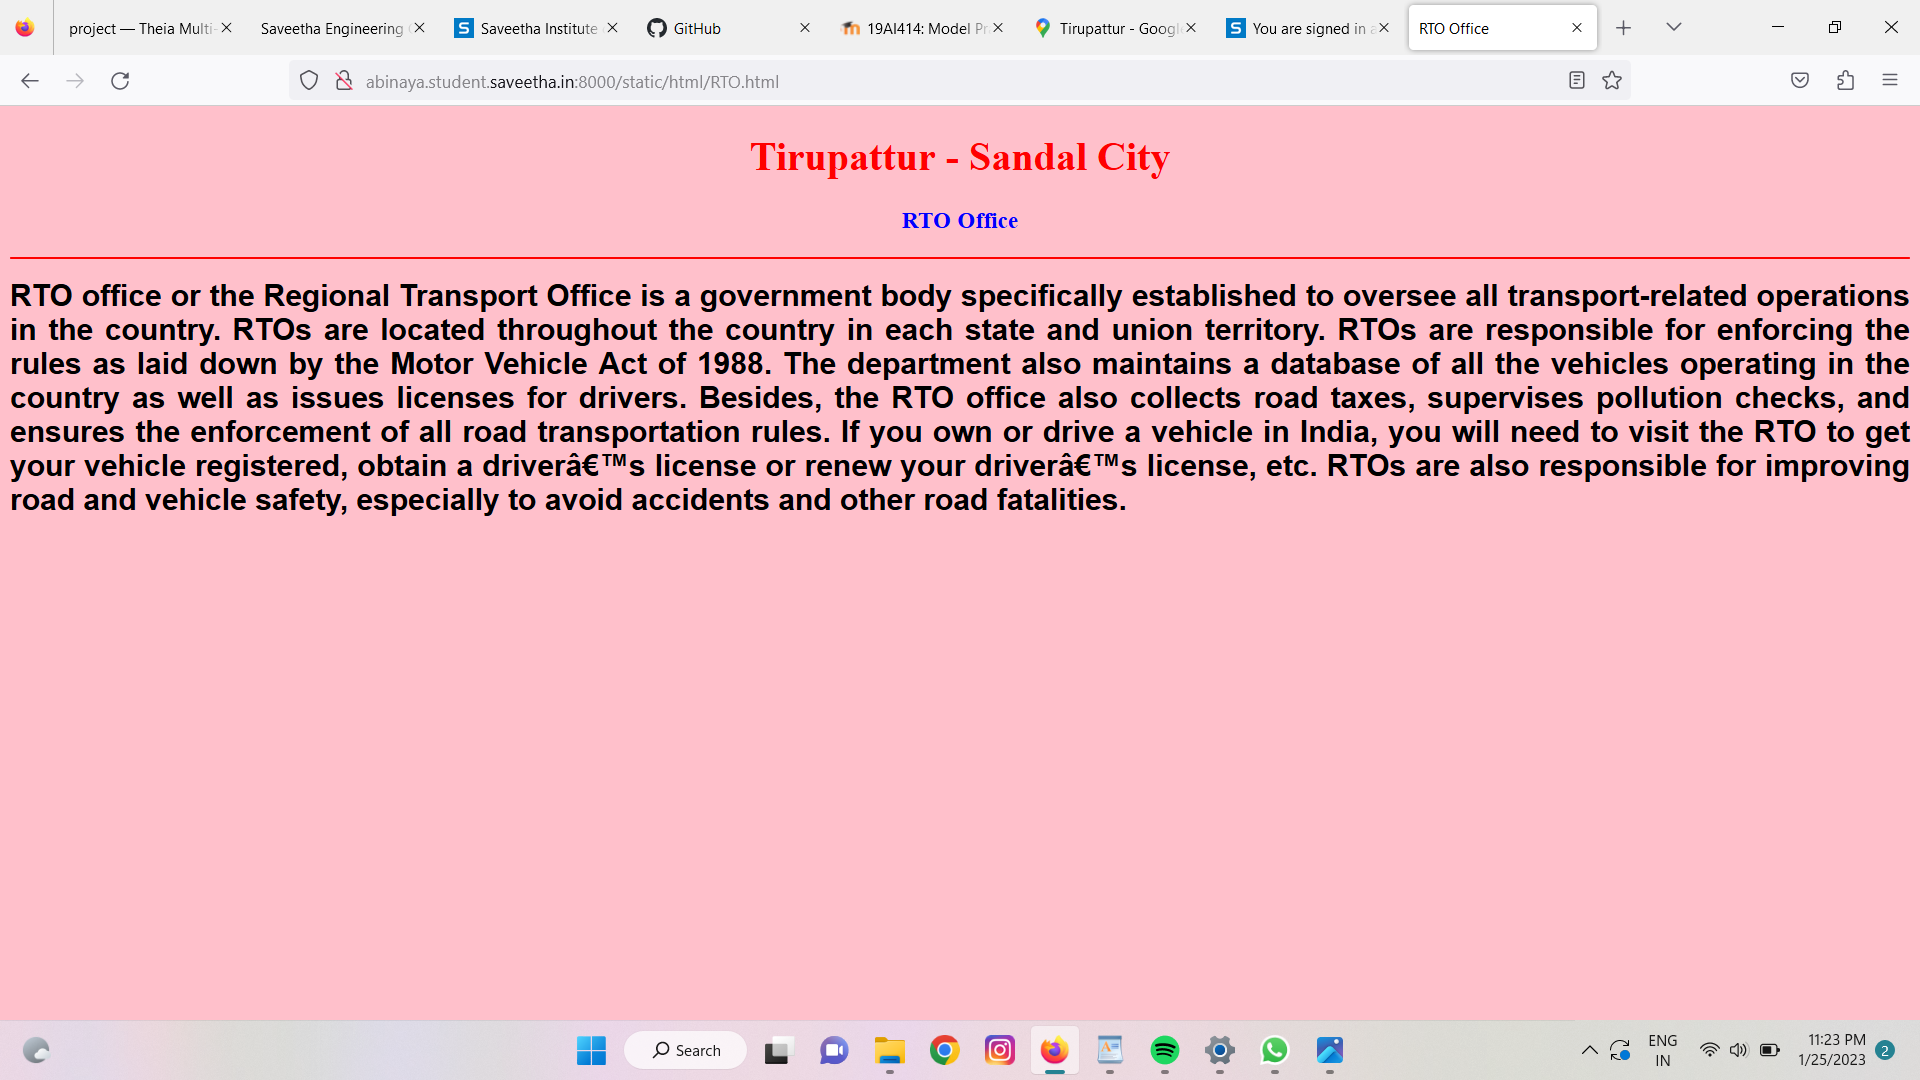 project — Theia Multi-
Saveetha Engineering
Saveetha Institute
GitHub
19AI414: Model Pr
Tirupattur - Googl
You are signed in a
RTO Office
abinaya.student.saveetha.in:8000/static/html/RTO.html
Tirupattur - Sandal City
RTO Office
RTO office or the Regional Transport Office is a government body specifically established to oversee all transport-related operations
in the country. RTOs are located throughout the country in each state and union territory. RTOs are responsible for enforcing the
rules as laid down by the Motor Vehicle Act of 1988. The department also maintains a database of all the vehicles operating in the
country as well as issues licenses for drivers. Besides, the RTO office also collects road taxes, supervises pollution checks, and
ensures the enforcement of all road transportation rules. If you own or drive a vehicle in India, you will need to visit the RTO to get
your vehicle registered, obtain a driverâ€™s license or renew your driverâ€™s license, etc. RTOs are also responsible for improving
road and vehicle safety, especially to avoid accidents and other road fatalities.
Search
ENG
IN
11:23 PM
1/25/2023
2